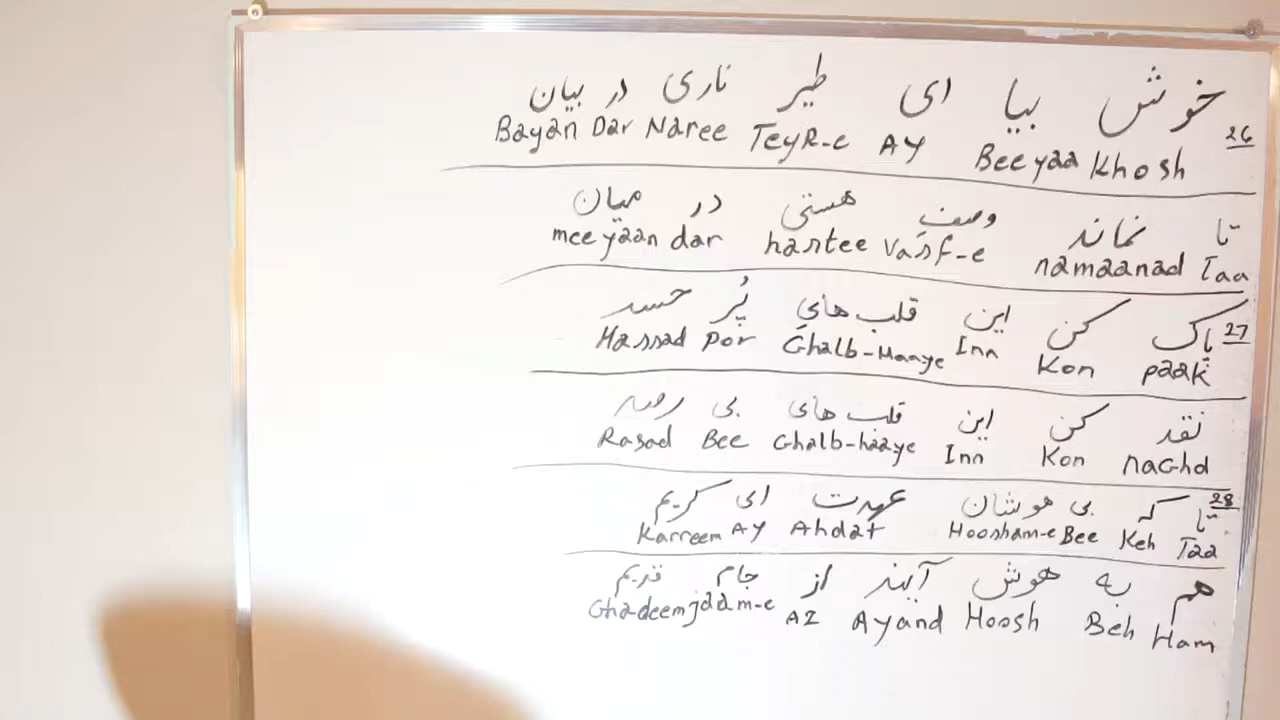 26
خوش بیا ای طیر ناری در بیان
Bayan Dar Naree TeyR-e AY Beeyaa Khosh
تا نماند وصفِ هستی در میان
meeyaan dar hastee Vasf-e namaanad Taa
27
پاک کن این قلب هایِ پُر حسد
Hassad por Ghalb-Haaye Inn Kon paak
نقد کن این قلب های بی رصد
Rasad Bee Ghalb-haaye Inn Kon naGhd
28
تا که بی هوشان عهدت ای کریم
Karreem AY Ahdat Hoosham-e Bee Keh Taa
هم به هوش آیند از جام قدیم
Ghadeem jaam-e AZ Ayand Hoosh Beh Ham